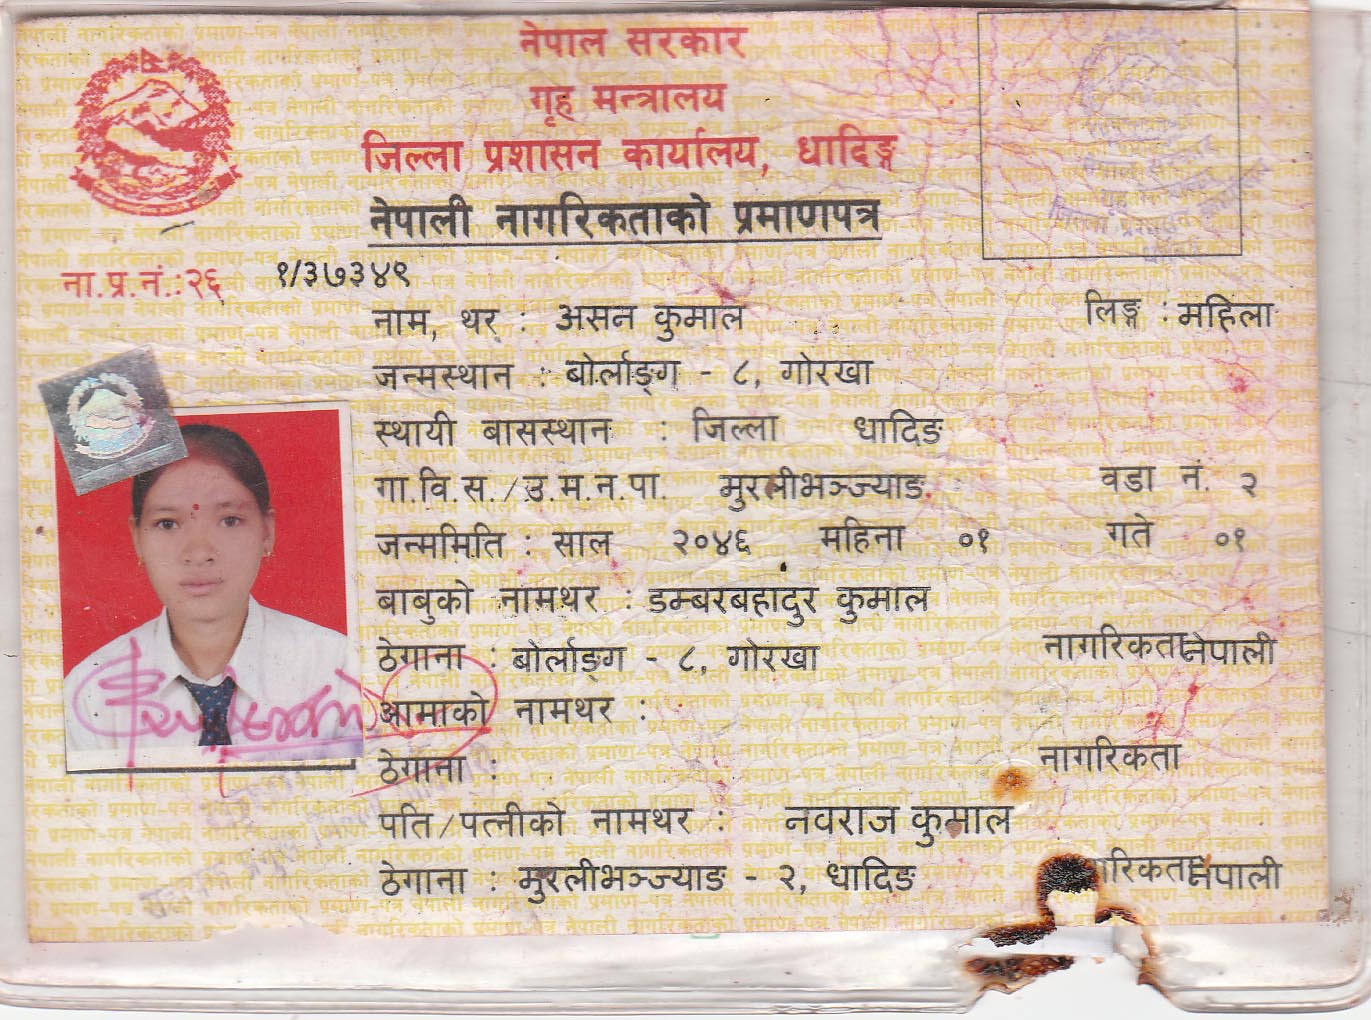 नेपाल सरकार
गृह मन्त्रालय
जिल्ला प्रशासन कार्यालय, धादिङ्ग
नेपाली नागरिकताको प्रमाणपत्र
ना.प्र.नं.:२६ १/३७३४९
नाम, थर : असन कुमाल लिङ्ग : महिला
जन्मस्थान : बोर्लाङ्ग - ८, गोरखा
स्थायी बासस्थान : जिल्ला धादिङ
गा.वि.स./उ.म.न.पा. मुरलीभञ्ज्याङ वडा नं. २
जन्ममिति : साल २०४६ महिना ०१ गते ०१
बाबुको नामथर : डम्बरबहादुर कुमाल
ठेगाना : बोर्लाङ्ग - ८, गोरखा नागरिकता नेपाली
आमाको नामथर :
ठेगाना : नागरिकता
पति/पत्नीको नामथर : नवराज कुमाल
ठेगाना : मुरलीभञ्ज्याङ - २, धादिङ गरिकता नेपाली